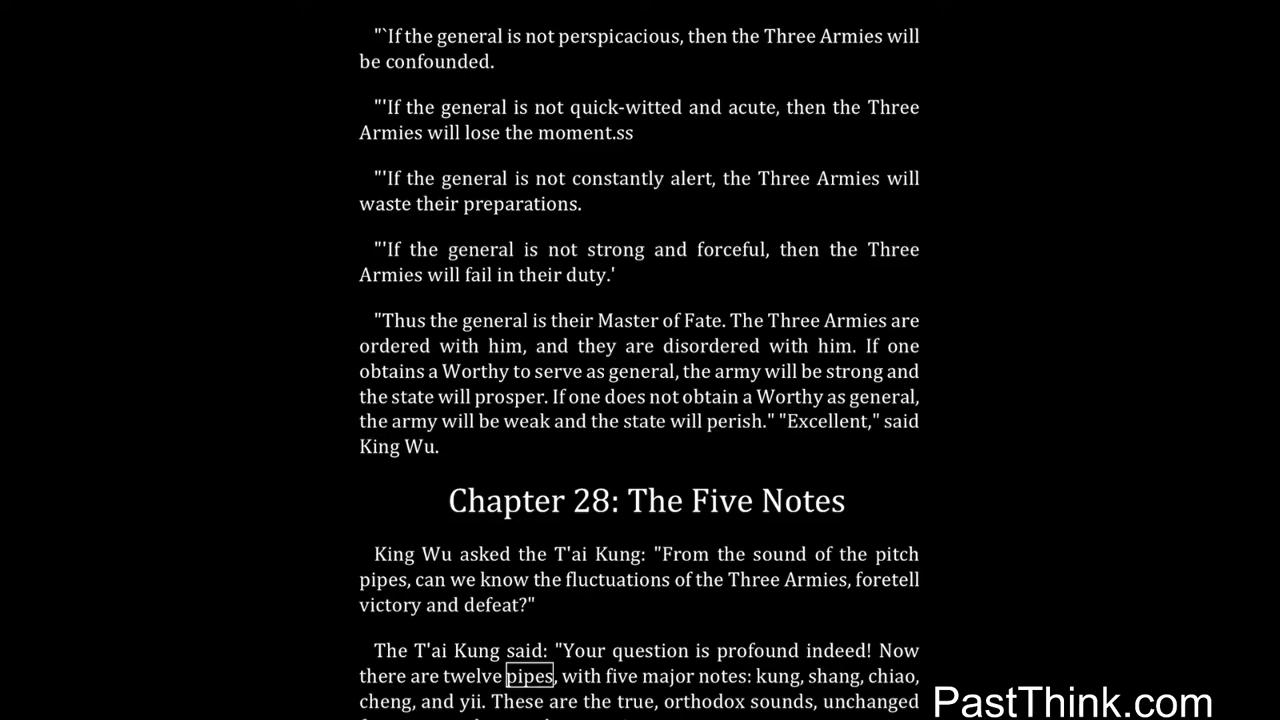 "`If the general is not perspicacious, then the Three Armies will
be confounded.
"'If the general is not quick-witted and acute, then the Three
Armies will lose the moment.ss
"'If the general is not constantly alert, the Three Armies will
waste their preparations.
"'If the general is not strong and forceful, then the Three
Armies will fail in their duty.'
"Thus the general is their Master of Fate. The Three Armies are
ordered with him, and they are disordered with him. If one
obtains a Worthy to serve as general, the army will be strong and
the state will prosper. If one does not obtain a Worthy as general,
the army will be weak and the state will perish." "Excellent," said
King Wu.
Chapter 28: The Five Notes
King Wu asked the T'ai Kung: "From the sound of the pitch
pipes, can we know the fluctuations of the Three Armies, foretell
victory and defeat?"
The T'ai Kung said: "Your question is profound indeed! Now
there are twelve pipes, with five major notes: kung, shang, chiao,
cheng, and yii. These are the true, orthodox sounds, unchanged
PastThink.com